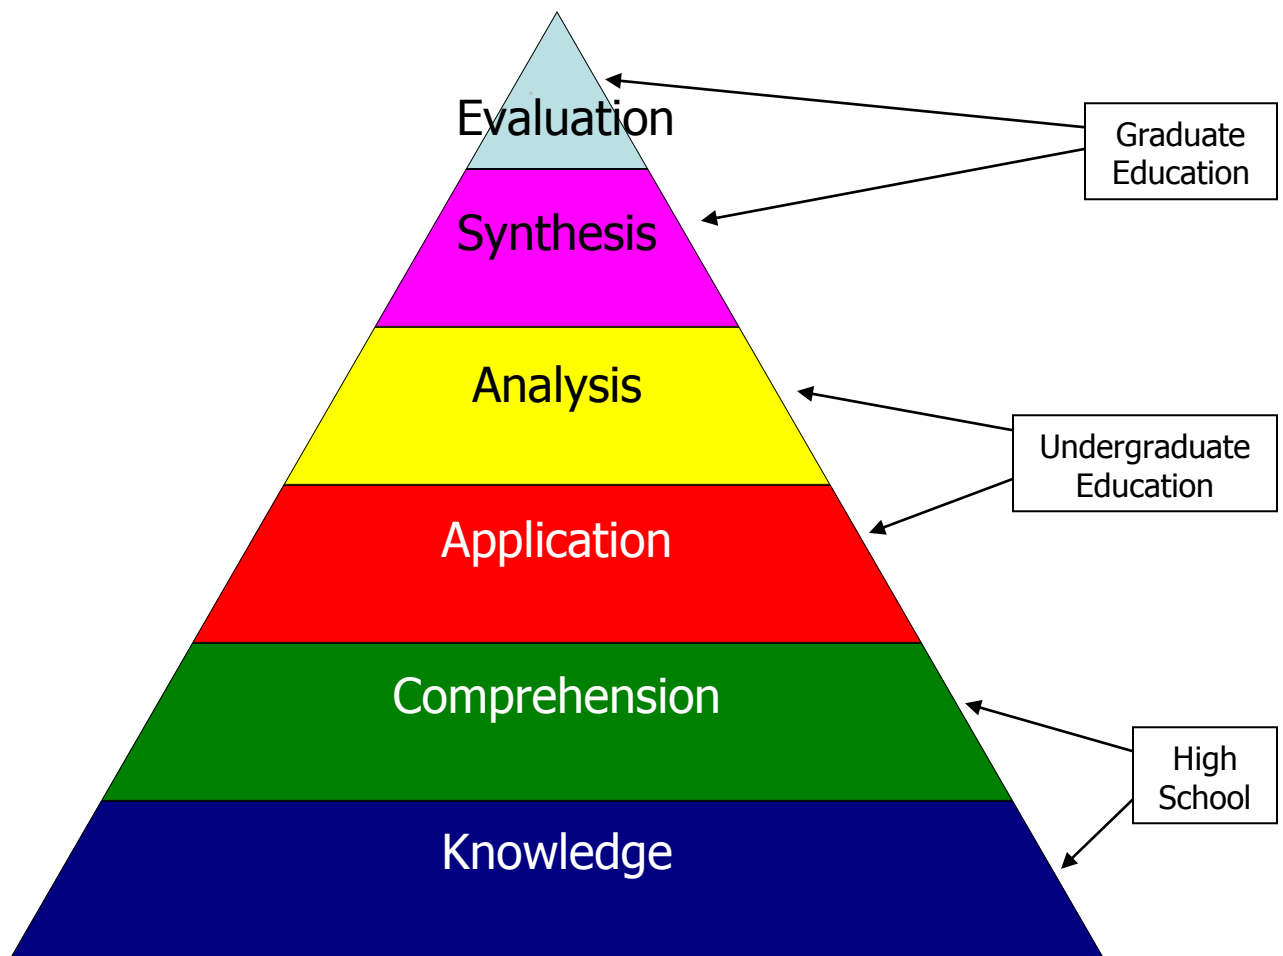 Evaluation
Graduate
Education
Synthesis
Analysis
Undergraduate
Education
Application
Comprehension
High
School
Knowledge